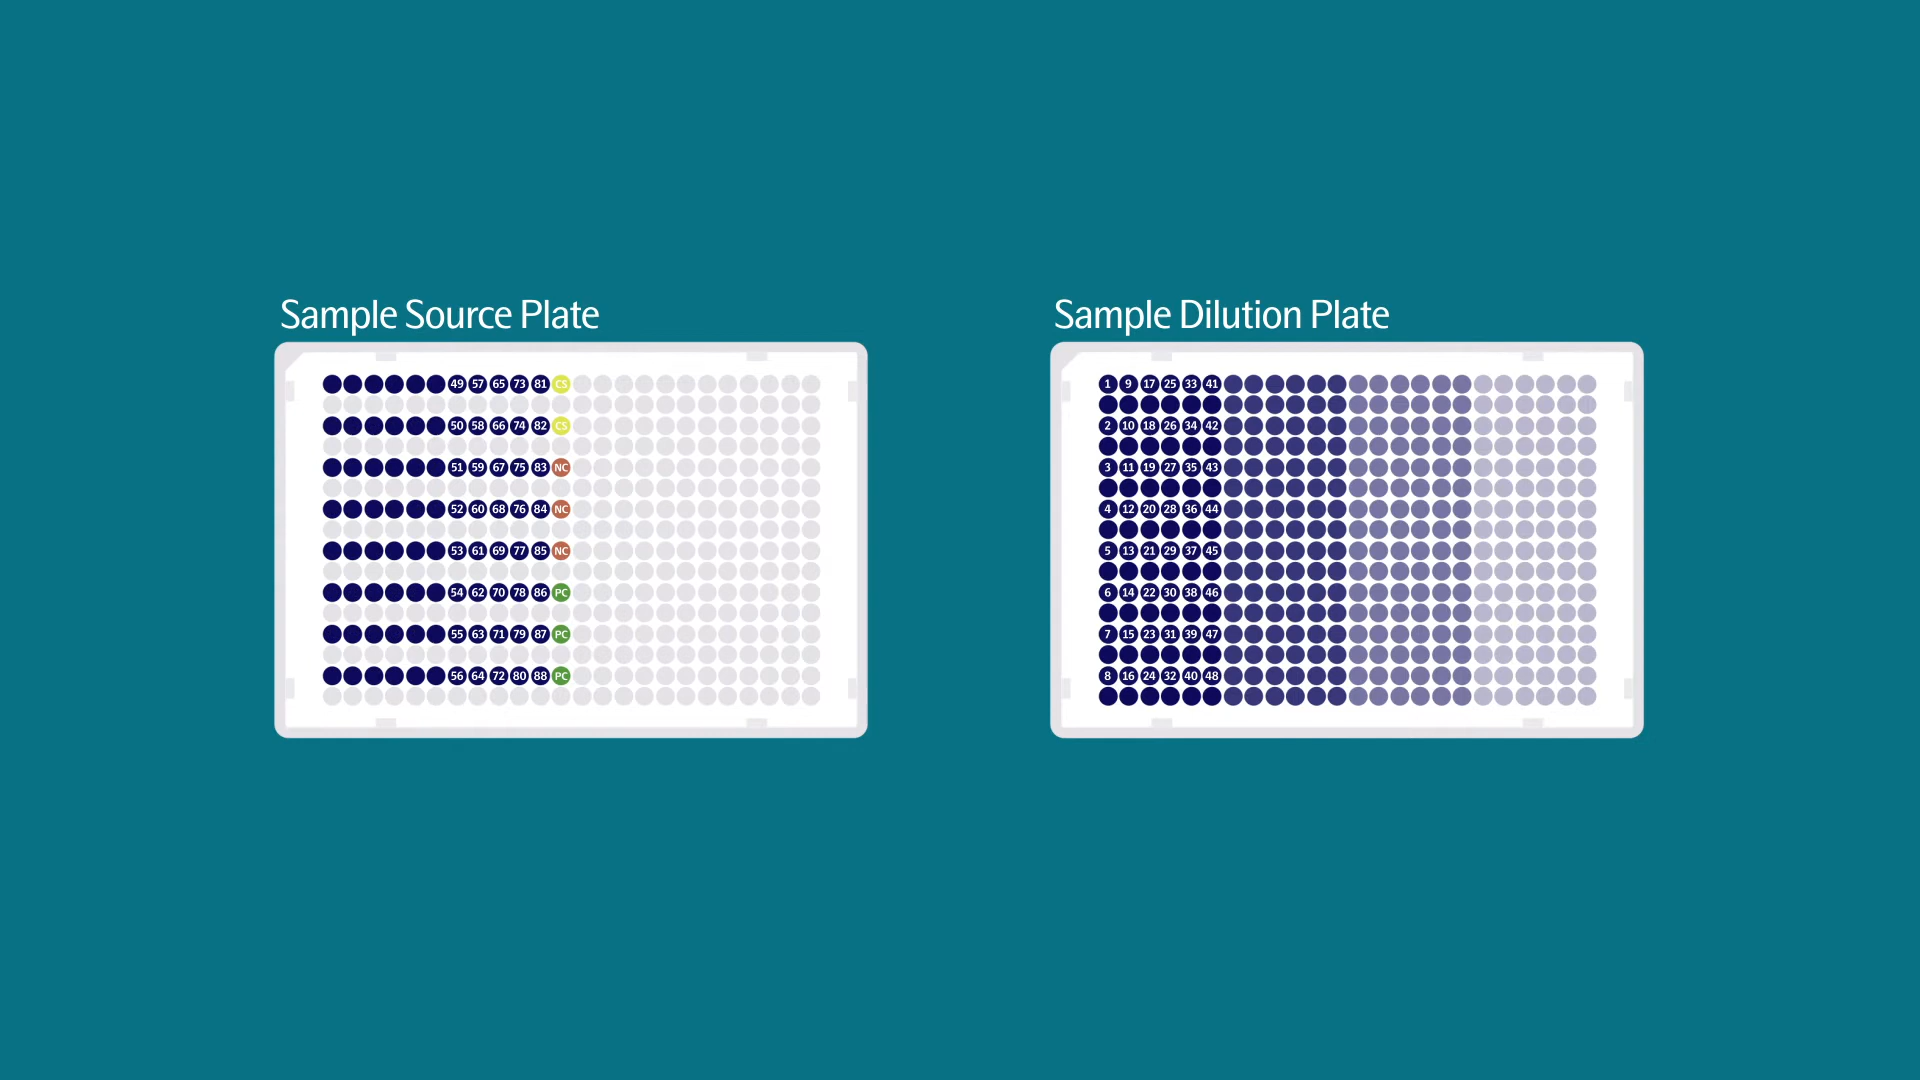 Sample Source Plate
49 57 65 73 81 CS
50 58 66 74 82 CS
51 59 67 75 83 NC
52 60 68 76 84 NC
53 61 69 77 85 NC
54 62 70 78 86 PC
55 63 71 79 87 PC
56 64 72 80 88 PC
Sample Dilution Plate
1 9 17 25 33 41
2 10 18 26 34 42
3 11 19 27 35 43
4 12 20 28 36 44
5 13 21 29 37 45
6 14 22 30 38 46
7 15 23 31 39 47
8 16 24 32 40 48